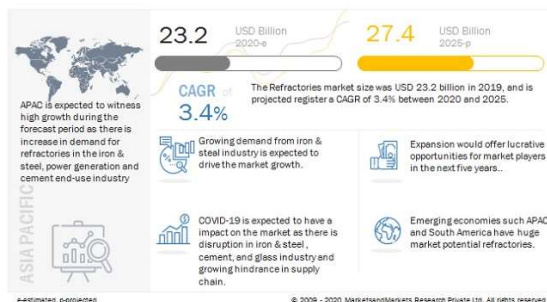 23.2
USD Billion
2020-e
27.4
USD Billion
2025-p
CAGR of
3.4%
The Refractories market size was USD 23.2 billion in 2019, and is
projected register a CAGR of 3.4% between 2020 and 2025.
APAC is expected to witness
high growth during the
forecast period as there is
increase in demand for
refractories in the iron &
steel, power generation and
cement end-use industry
ASIA PACIFIC
Growing demand from iron &
steel industry is expected to
drive the market growth.
Expansion would offer lucrative
opportunities for market players
in the next five years..
COVID-19 is expected to have a
impact on the market as there is
disruption in iron & steel,
cement, and glass industry and
growing hindrance in supply
chain.
Emerging economies such APAC
and South America have huge
market potential refractories.
e-estimated, p-projected
© 2009 - 2020 MarketsandMarkets Research Private Ltd. All rights reserved